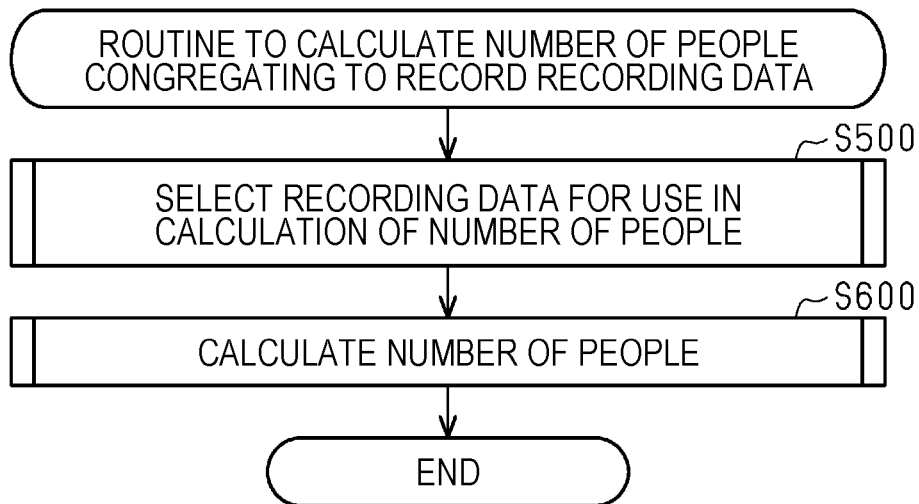 ROUTINE TO CALCULATE NUMBER OF PEOPLE
CONGREGATING TO RECORD RECORDING DATA
S500
SELECT RECORDING DATA FOR USE IN
CALCULATION OF NUMBER OF PEOPLE
S600
CALCULATE NUMBER OF PEOPLE
END